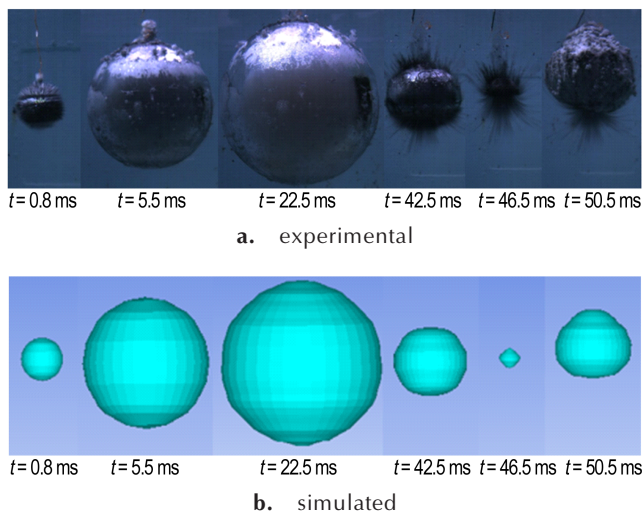 t = 0.8 ms t = 5.5 ms t = 22.5 ms t = 42.5 ms t = 46.5 ms t = 50.5 ms
a. experimental
t = 0.8 ms t = 5.5 ms t = 22.5 ms t = 42.5 ms t = 46.5 ms t = 50.5 ms
b. simulated